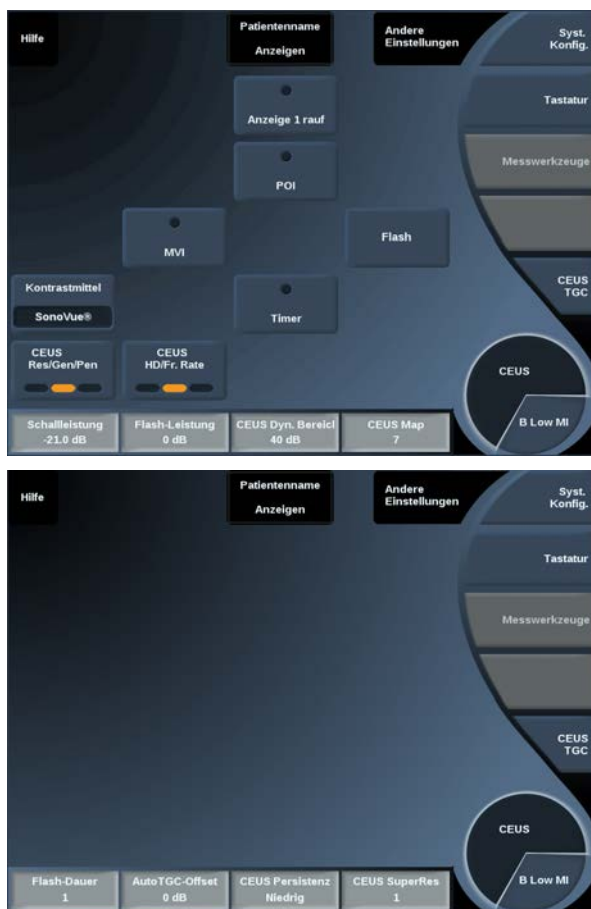 Hilfe
Patientenname
Anzeigen
Andere
Einstellungen
Syst.
Konfig.
Tastatur
Anzeige 1 rauf
Messwerkzeuge
POI
MVI
Flash
Kontrastmittel
SonoVue®
Timer
CEUS
TGC
CEUS
Res/Gen/Pen
CEUS
HD/Fr. Rate
CEUS
B Low MI
Schallleistung
-21.0 dB
Flash-Leistung
0 dB
CEUS Dyn. Bereicl
40 dB
CEUS Map
7
Hilfe
Patientenname
Anzeigen
Andere
Einstellungen
Syst.
Konfig.
Tastatur
Messwerkzeuge
CEUS
TGC
CEUS
B Low MI
Flash-Dauer
1
AutoTGC-Offset
0 dB
CEUS Persistenz
Niedrig
CEUS SuperRes
1